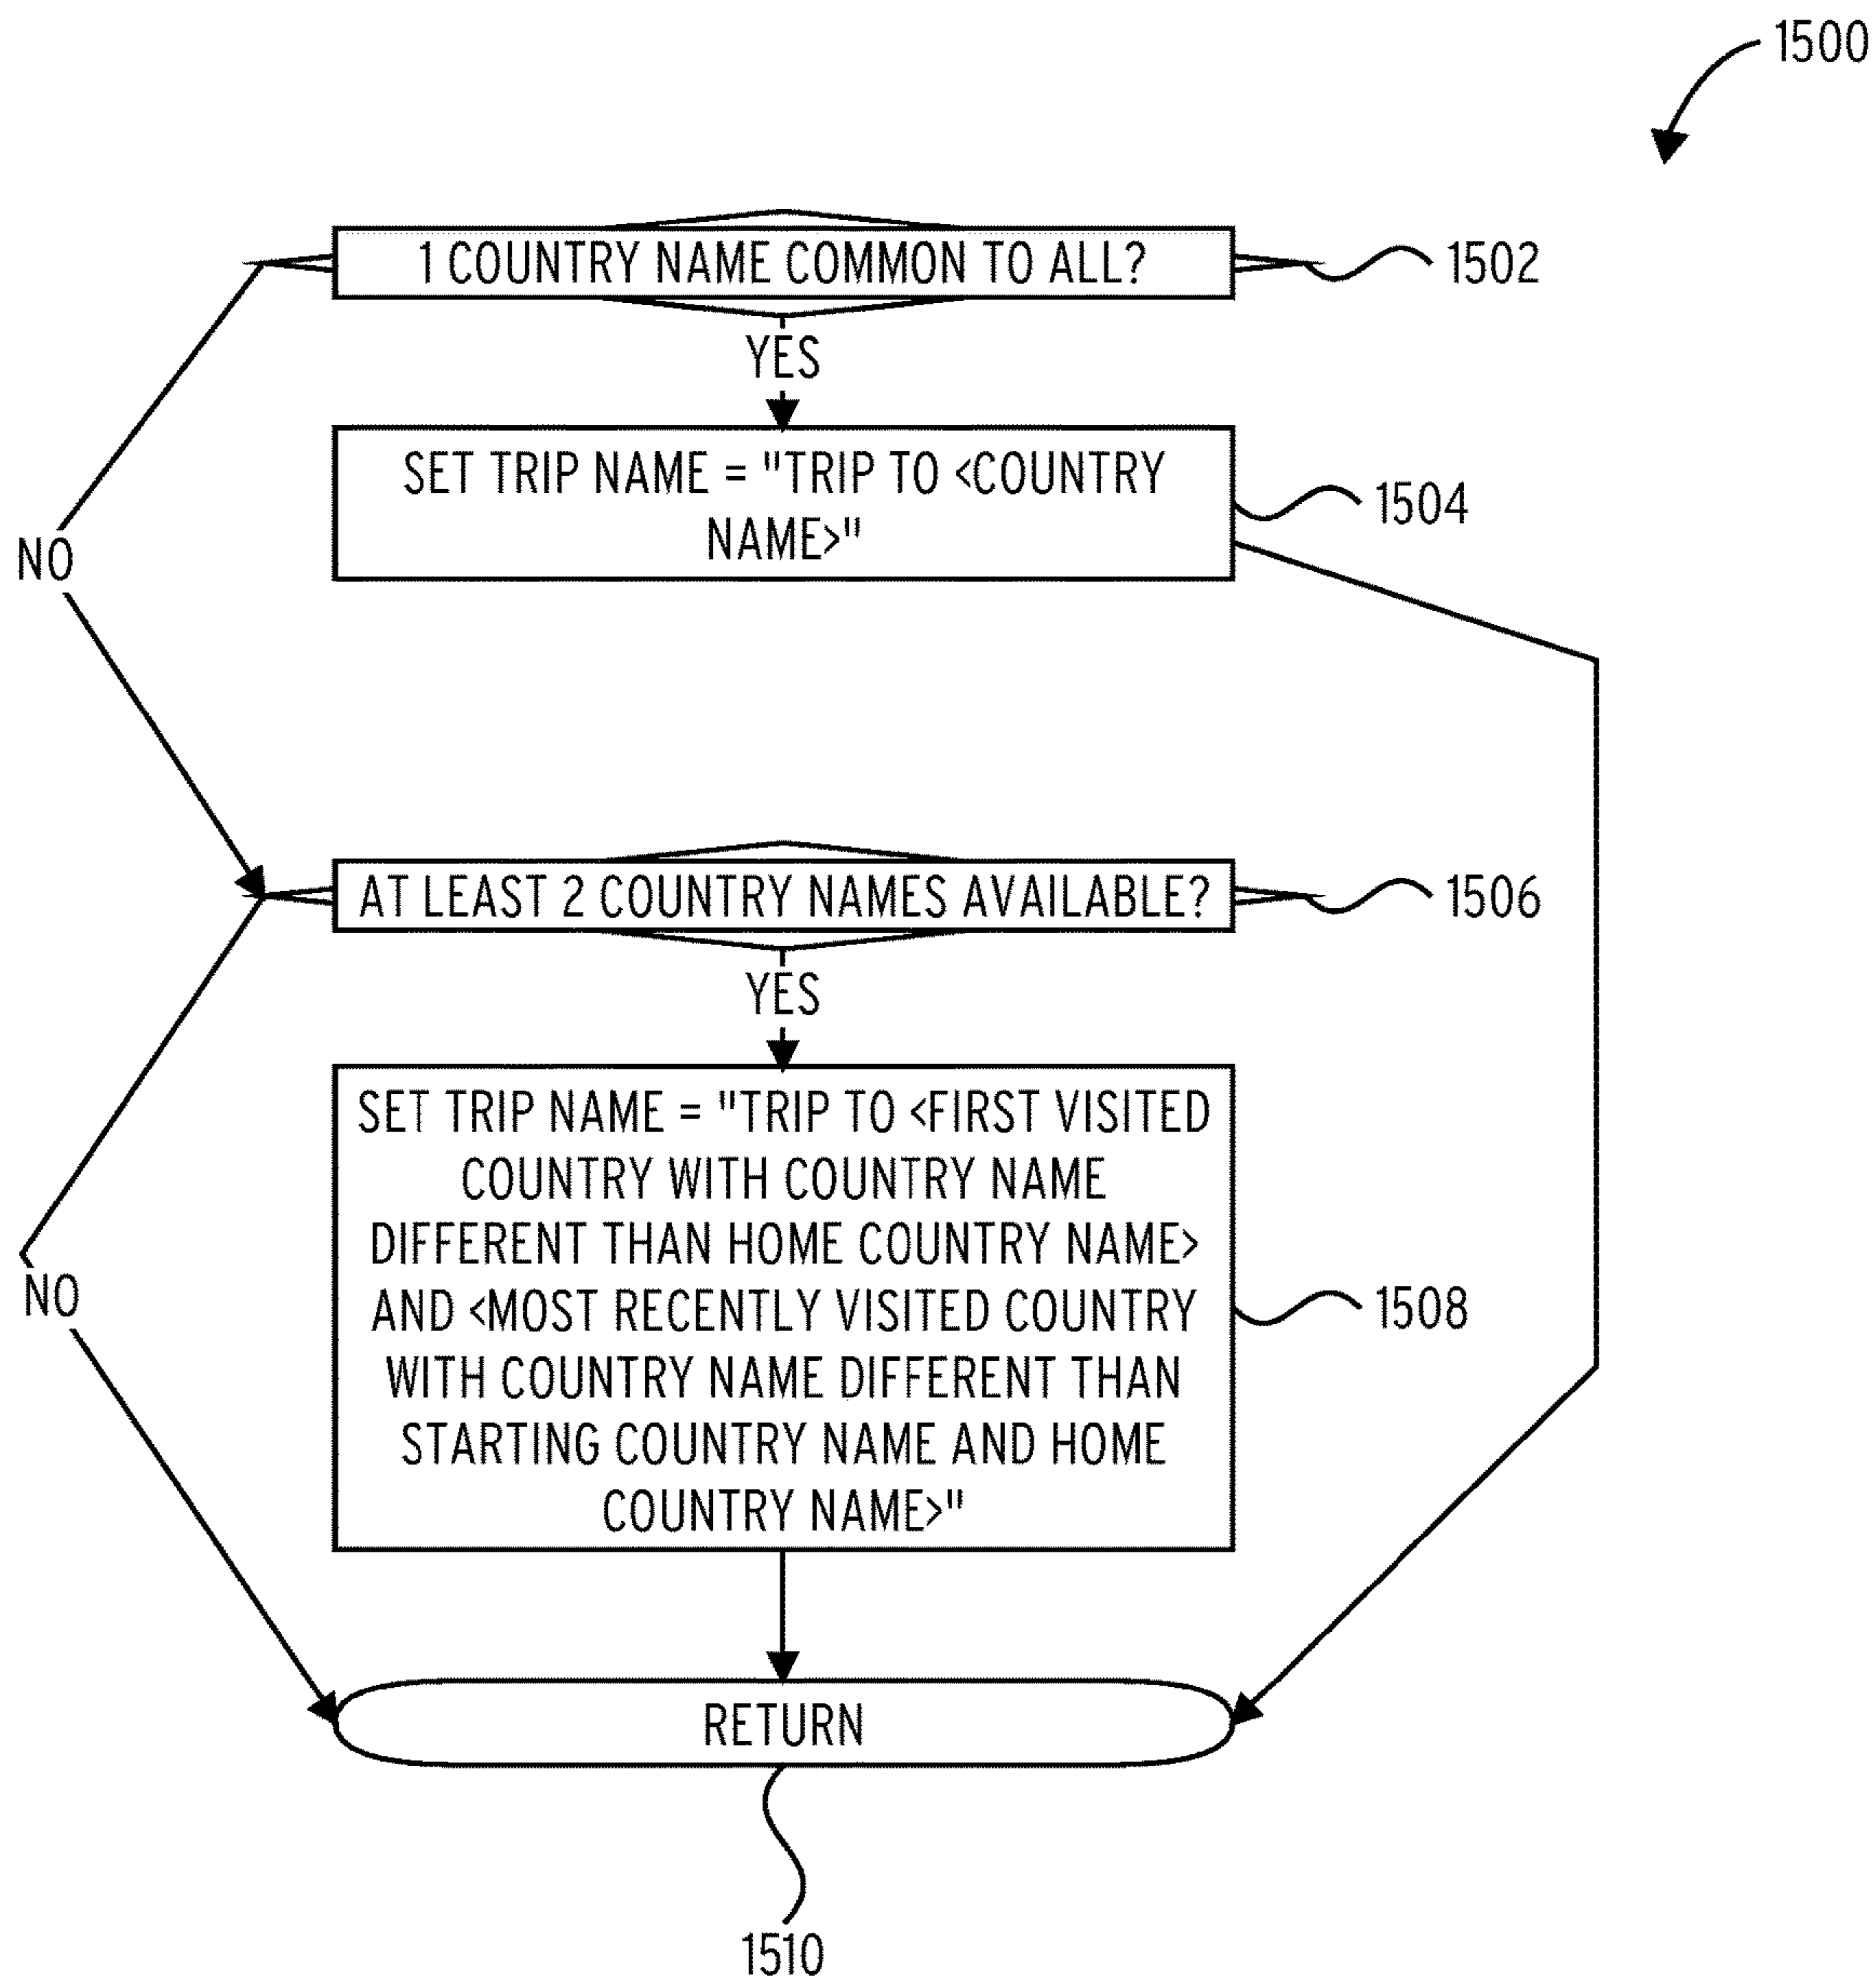 1500
1 COUNTRY NAME COMMON TO ALL?
1502
YES
SET TRIP NAME = "TRIP TO <COUNTRY
NAME>"
1504
NO
AT LEAST 2 COUNTRY NAMES AVAILABLE?
1506
YES
SET TRIP NAME = "TRIP TO <FIRST VISITED
COUNTRY WITH COUNTRY NAME
DIFFERENT THAN HOME COUNTRY NAME>
AND <MOST RECENTLY VISITED COUNTRY
WITH COUNTRY NAME DIFFERENT THAN
STARTING COUNTRY NAME AND HOME
COUNTRY NAME>"
1508
NO
RETURN
1510